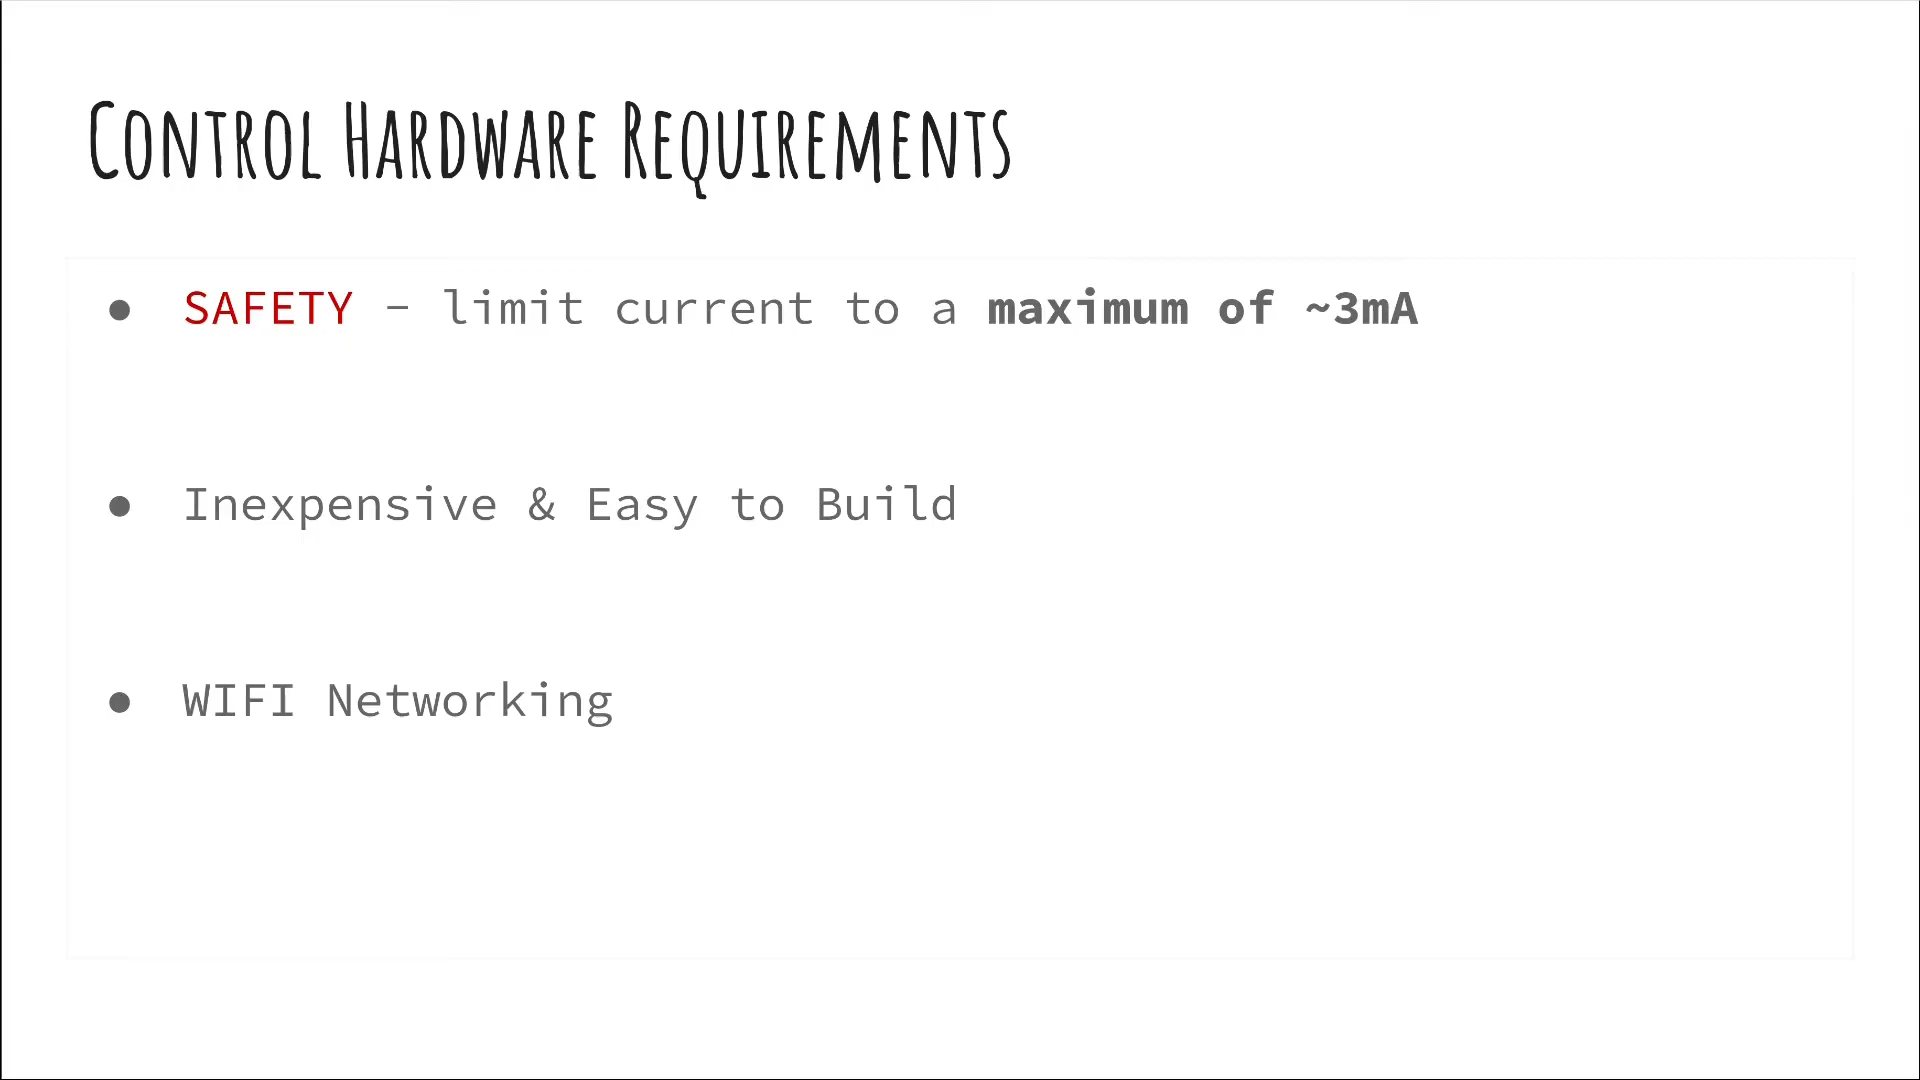 Control Hardware Requirements
● SAFETY - limit current to a maximum of ~3mA
● Inexpensive & Easy to Build
● WIFI Networking